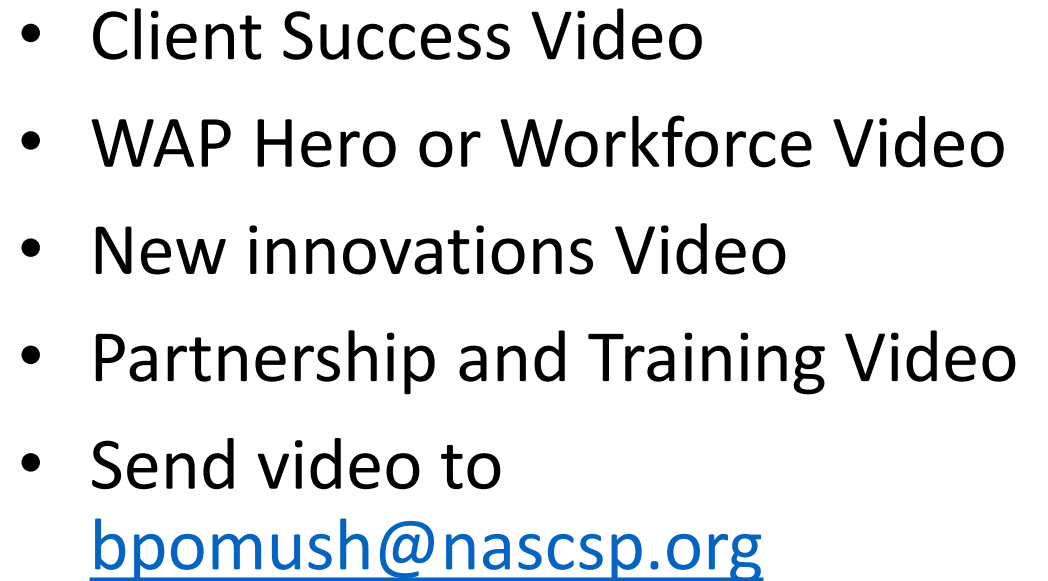 • Client Success Video
• WAP Hero or Workforce Video
• New innovations Video
• Partnership and Training Video
• Send video to
bpomush@nascsp.org